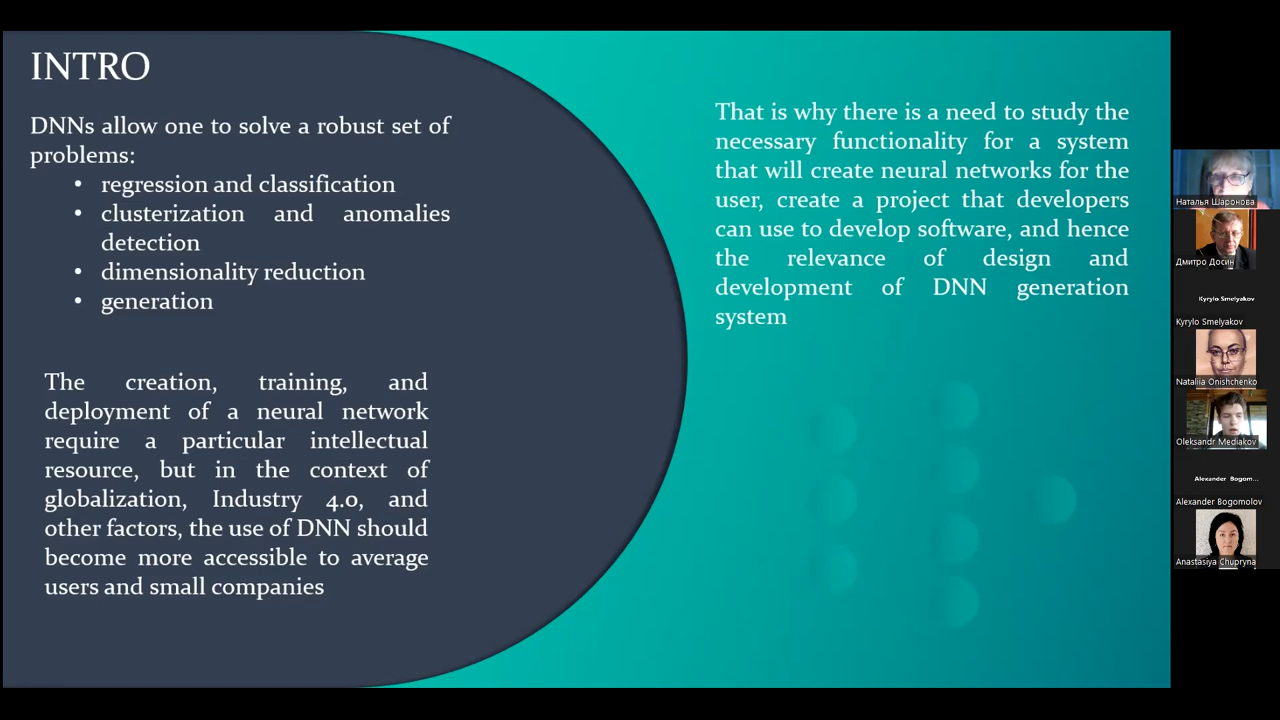 INTRO
DNNs allow one to solve a robust set of
problems:
• regression and classification
• clusterization and anomalies
detection
• dimensionality reduction
• generation
The creation, training, and
deployment of a neural network
require a particular intellectual
resource, but in the context of
globalization, Industry 4.0, and
other factors, the use of DNN should
become more accessible to average
users and small companies
That is why there is a need to study the
necessary functionality for a system
that will create neural networks for the
user, create a project that developers
can use to develop software, and hence
the relevance of design and
development of DNN generation
system
Наталья Шаронова
Дмитро Досин
Kyrylo Smelyakov
Kyrylo Smelyakov
Nataliia Onishchenko
Oleksandr Mediakov
Alexander Bogom...
Alexander Bogomolov
Anastasiya Chupryna